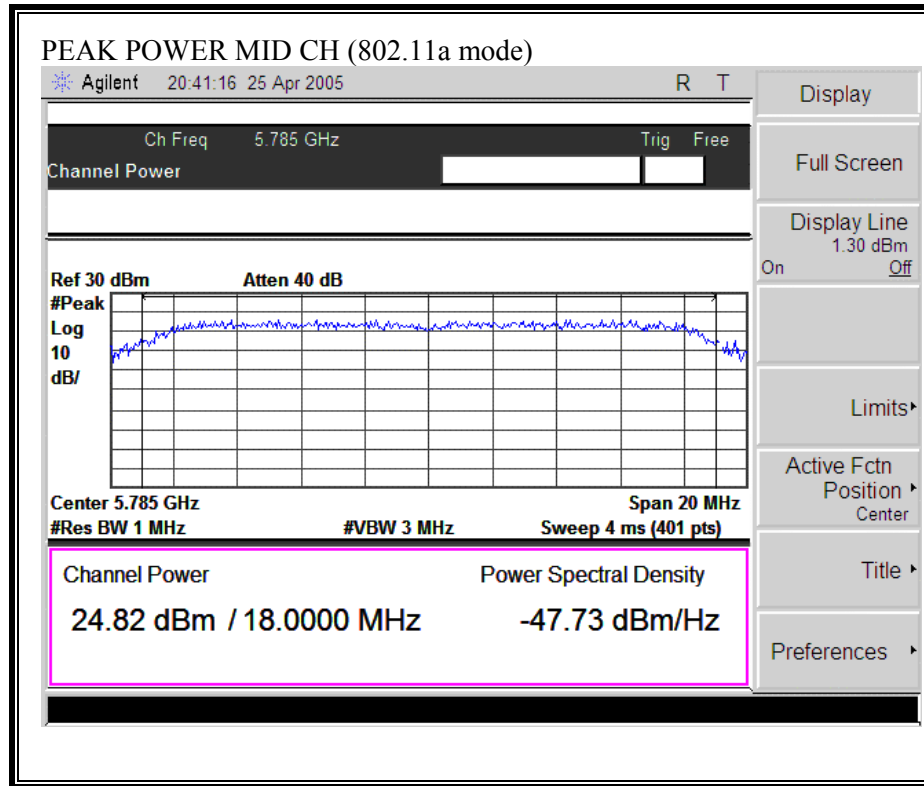 PEAK POWER MID CH (802.11a mode)
Agilent 20:41:16 25 Apr 2005 R T
Display
Ch Freq 5.785 GHz Trig Free
Channel Power
Full Screen
Display Line
1.30 dBm
On Off
Ref 30 dBm Atten 40 dB
#Peak
Log
10
dB/
Limits
Active Fctn
Position
Center
Center 5.785 GHz Span 20 MHz
#Res BW 1 MHz #VBW 3 MHz Sweep 4 ms (401 pts)
Channel Power Power Spectral Density
24.82 dBm / 18.0000 MHz -47.73 dBm/Hz
Title
Preferences